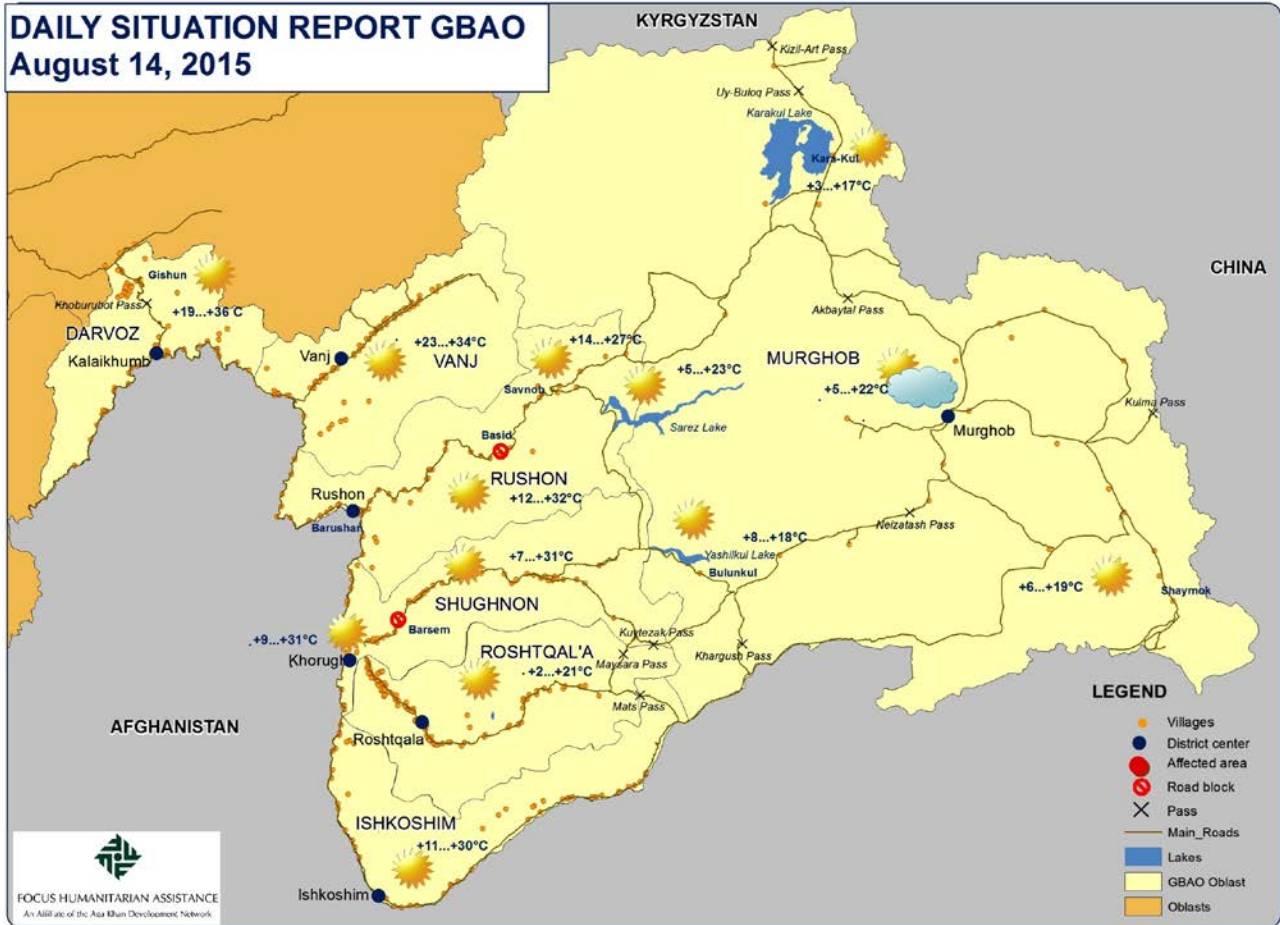 DAILY SITUATION REPORT GBAO
August 14, 2015
KYRGYZSTAN
Kizil-Art Pass
Uy-Buloq Pass
Karakul Lake
Kara-Kul
+3...+17°C
CHINA
Gishun
Khoburobot Pass
+19...+36°C
DARVOZ
Kalaikhumb
Vanj
+23...+34°C
VANJ
+14...+27°C
Savnob
+5...+23°C
Sarez Lake
Akbaytal Pass
MURGHOB
+5...+22°C
Murghob
Kulma Pass
Basid
RUSHON
+12...+32°C
Rushon
Barushan
Neizatash Pass
+8...+18°C
Yashilkul Lake
Bulunkul
+7...+31°C
SHUGHNON
Barsem
+9...+31°C
Khorugh
+6...+19°C
Shaymok
Kuytezak Pass
Maysara Pass
Khargush Pass
ROSHTQAL'A
+2...+21°C
Mats Pass
Roshtqala
AFGHANISTAN
ISHKOSHIM
+11...+30°C
Ishkoshim
LEGEND
Villages
District center
Affected area
Road block
Pass
Main_Roads
Lakes
GBAO Oblast
Oblasts
FOCUS HUMANITARIAN ASSISTANCE
An Affiliate of the Aga Khan Development Network